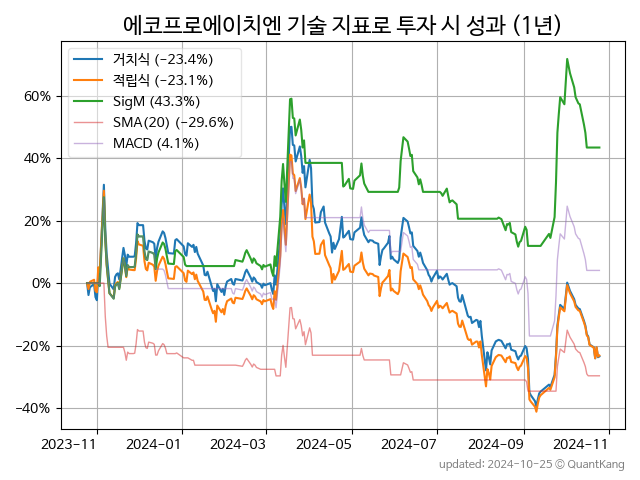 에코프로에이치엔 기술 지표로 투자 시 성과 (1년)
거치식 (−23.4%)
적립식 (−23.1%)
SigM (43.3%)
SMA(20) (−29.6%)
MACD (4.1%)
60%
40%
20%
0%
−20%
−40%
2023−11 2024−01 2024−03 2024−05 2024−07 2024−09 2024−11
updated: 2024-10-25 © QuantKang